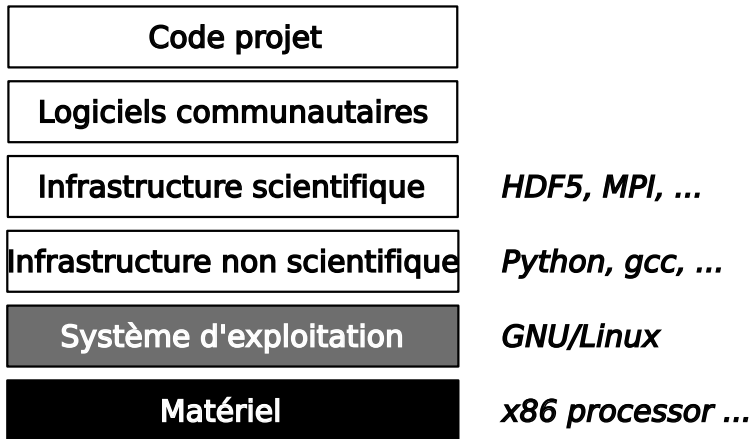 Code projet
Logiciels communautaires
Infrastructure scientifique HDF5, MPI, ...
Infrastructure non scientifique Python, gcc, ...
Système d'exploitation GNU/Linux
Matériel x86 processor ...